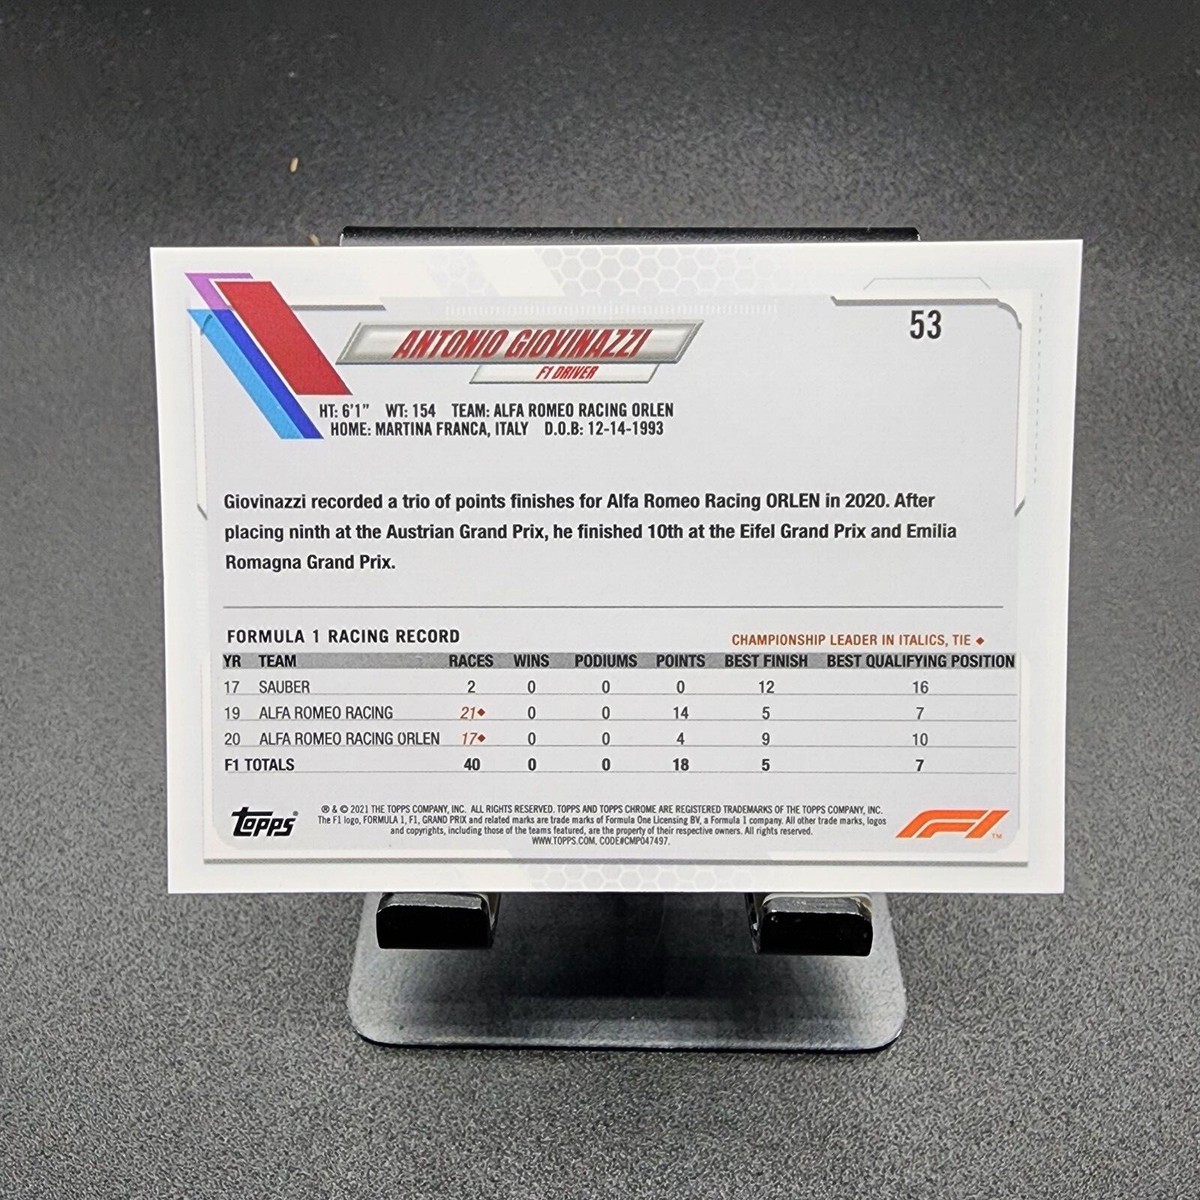 53
ANTONIO GIOVINAZZI
F1 DRIVER
HT: 6'1" WT: 154 TEAM: ALFA ROMEO RACING ORLEN
HOME: MARTINA FRANCA, ITALY D.O.B: 12-14-1993
Giovinazzi recorded a trio of points finishes for Alfa Romeo Racing ORLEN in 2020. After
placing ninth at the Austrian Grand Prix, he finished 10th at the Eifel Grand Prix and Emilia
Romagna Grand Prix.
FORMULA 1 RACING RECORD
CHAMPIONSHIP LEADER IN ITALICS, TIE ◆
YR TEAM RACES WINS PODIUMS POINTS BEST FINISH BEST QUALIFYING POSITION
17 SAUBER 2 0 0 0 12 16
19 ALFA ROMEO RACING 21◆ 0 0 14 5 7
20 ALFA ROMEO RACING ORLEN 17◆ 0 0 4 9 10
F1 TOTALS 40 0 0 18 5 7
topps®
® & © 2021 THE TOPPS COMPANY, INC. ALL RIGHTS RESERVED. TOPPS AND TOPPS CHROME ARE REGISTERED TRADEMARKS OF THE TOPPS COMPANY, INC.
The F1 logo, FORMULA 1, F1, GRAND PRIX and related marks are trade marks of Formula One Licensing BV, a Formula 1 company. All other trade marks, logos
and copyrights, including those of the teams featured, are the property of their respective owners. All rights reserved.
WWW.TOPPS.COM. CODE#CMP047497.
F1™